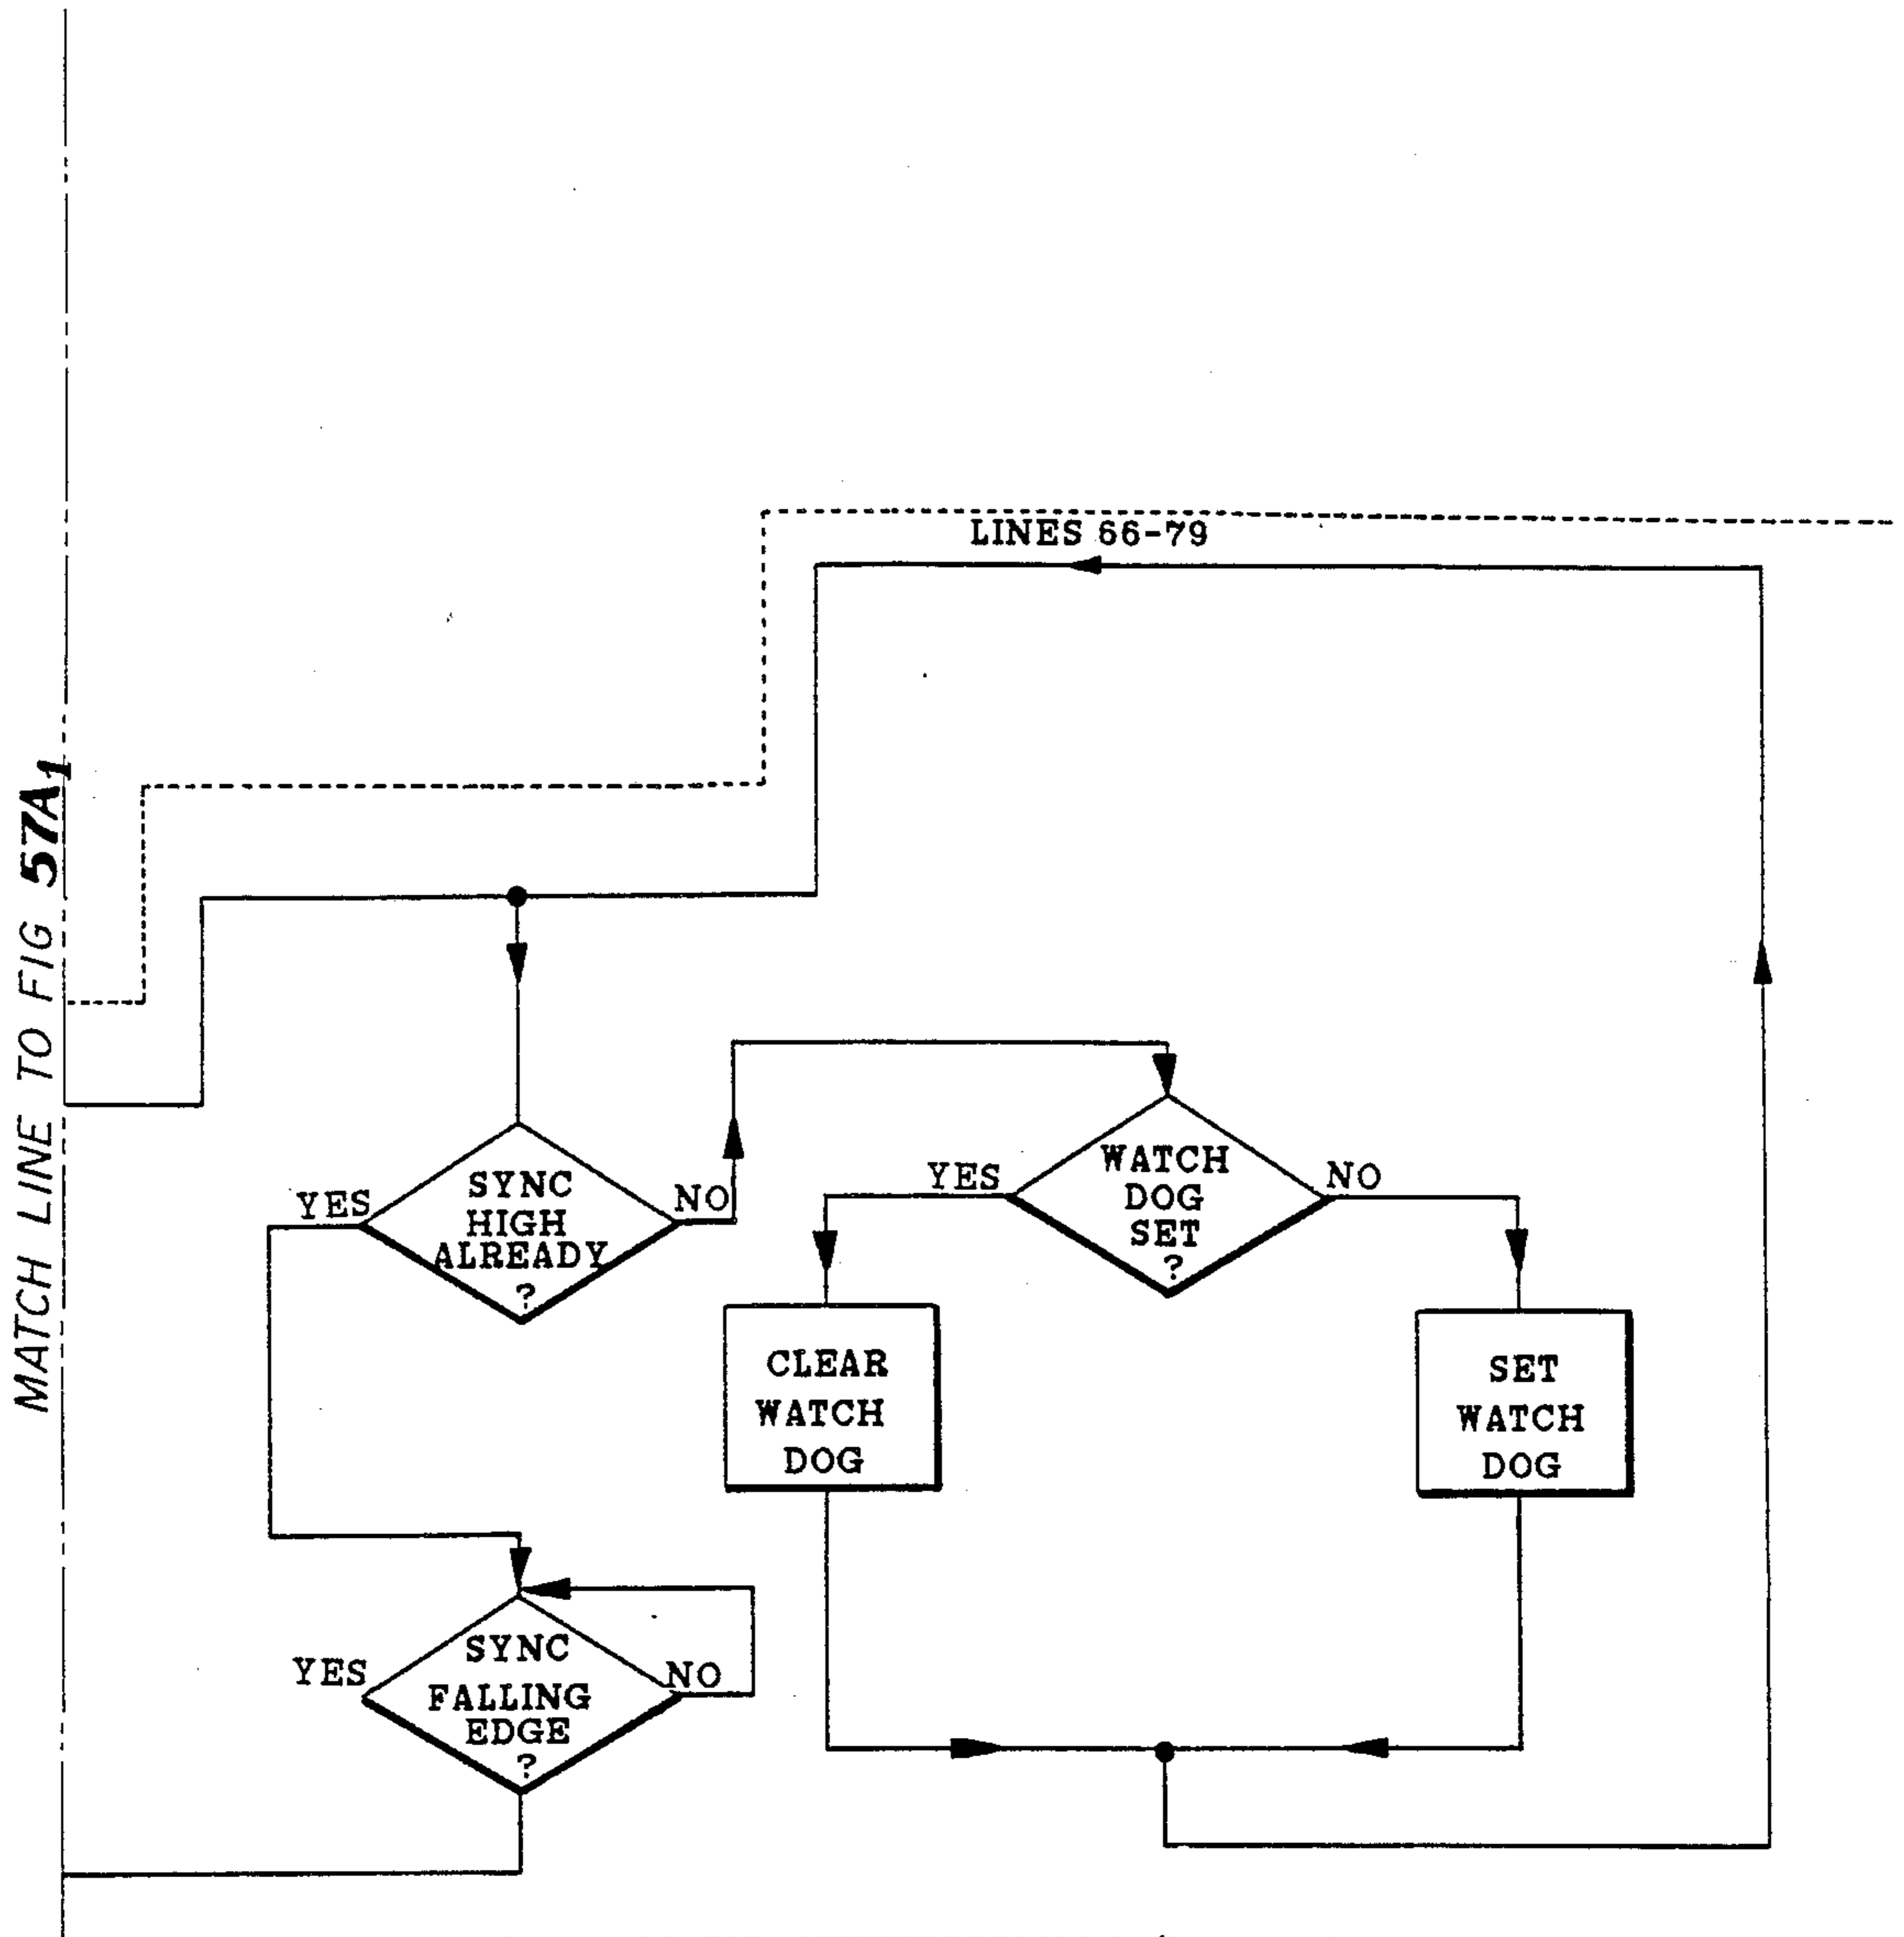 MATCH LINE TO FIG 57A1
LINES 66-79
SYNC
HIGH
ALREADY
?
YES
NO
WATCH
DOG
SET
?
YES
NO
CLEAR
WATCH
DOG
SET
WATCH
DOG
SYNC
FALLING
EDGE
?
YES
NO